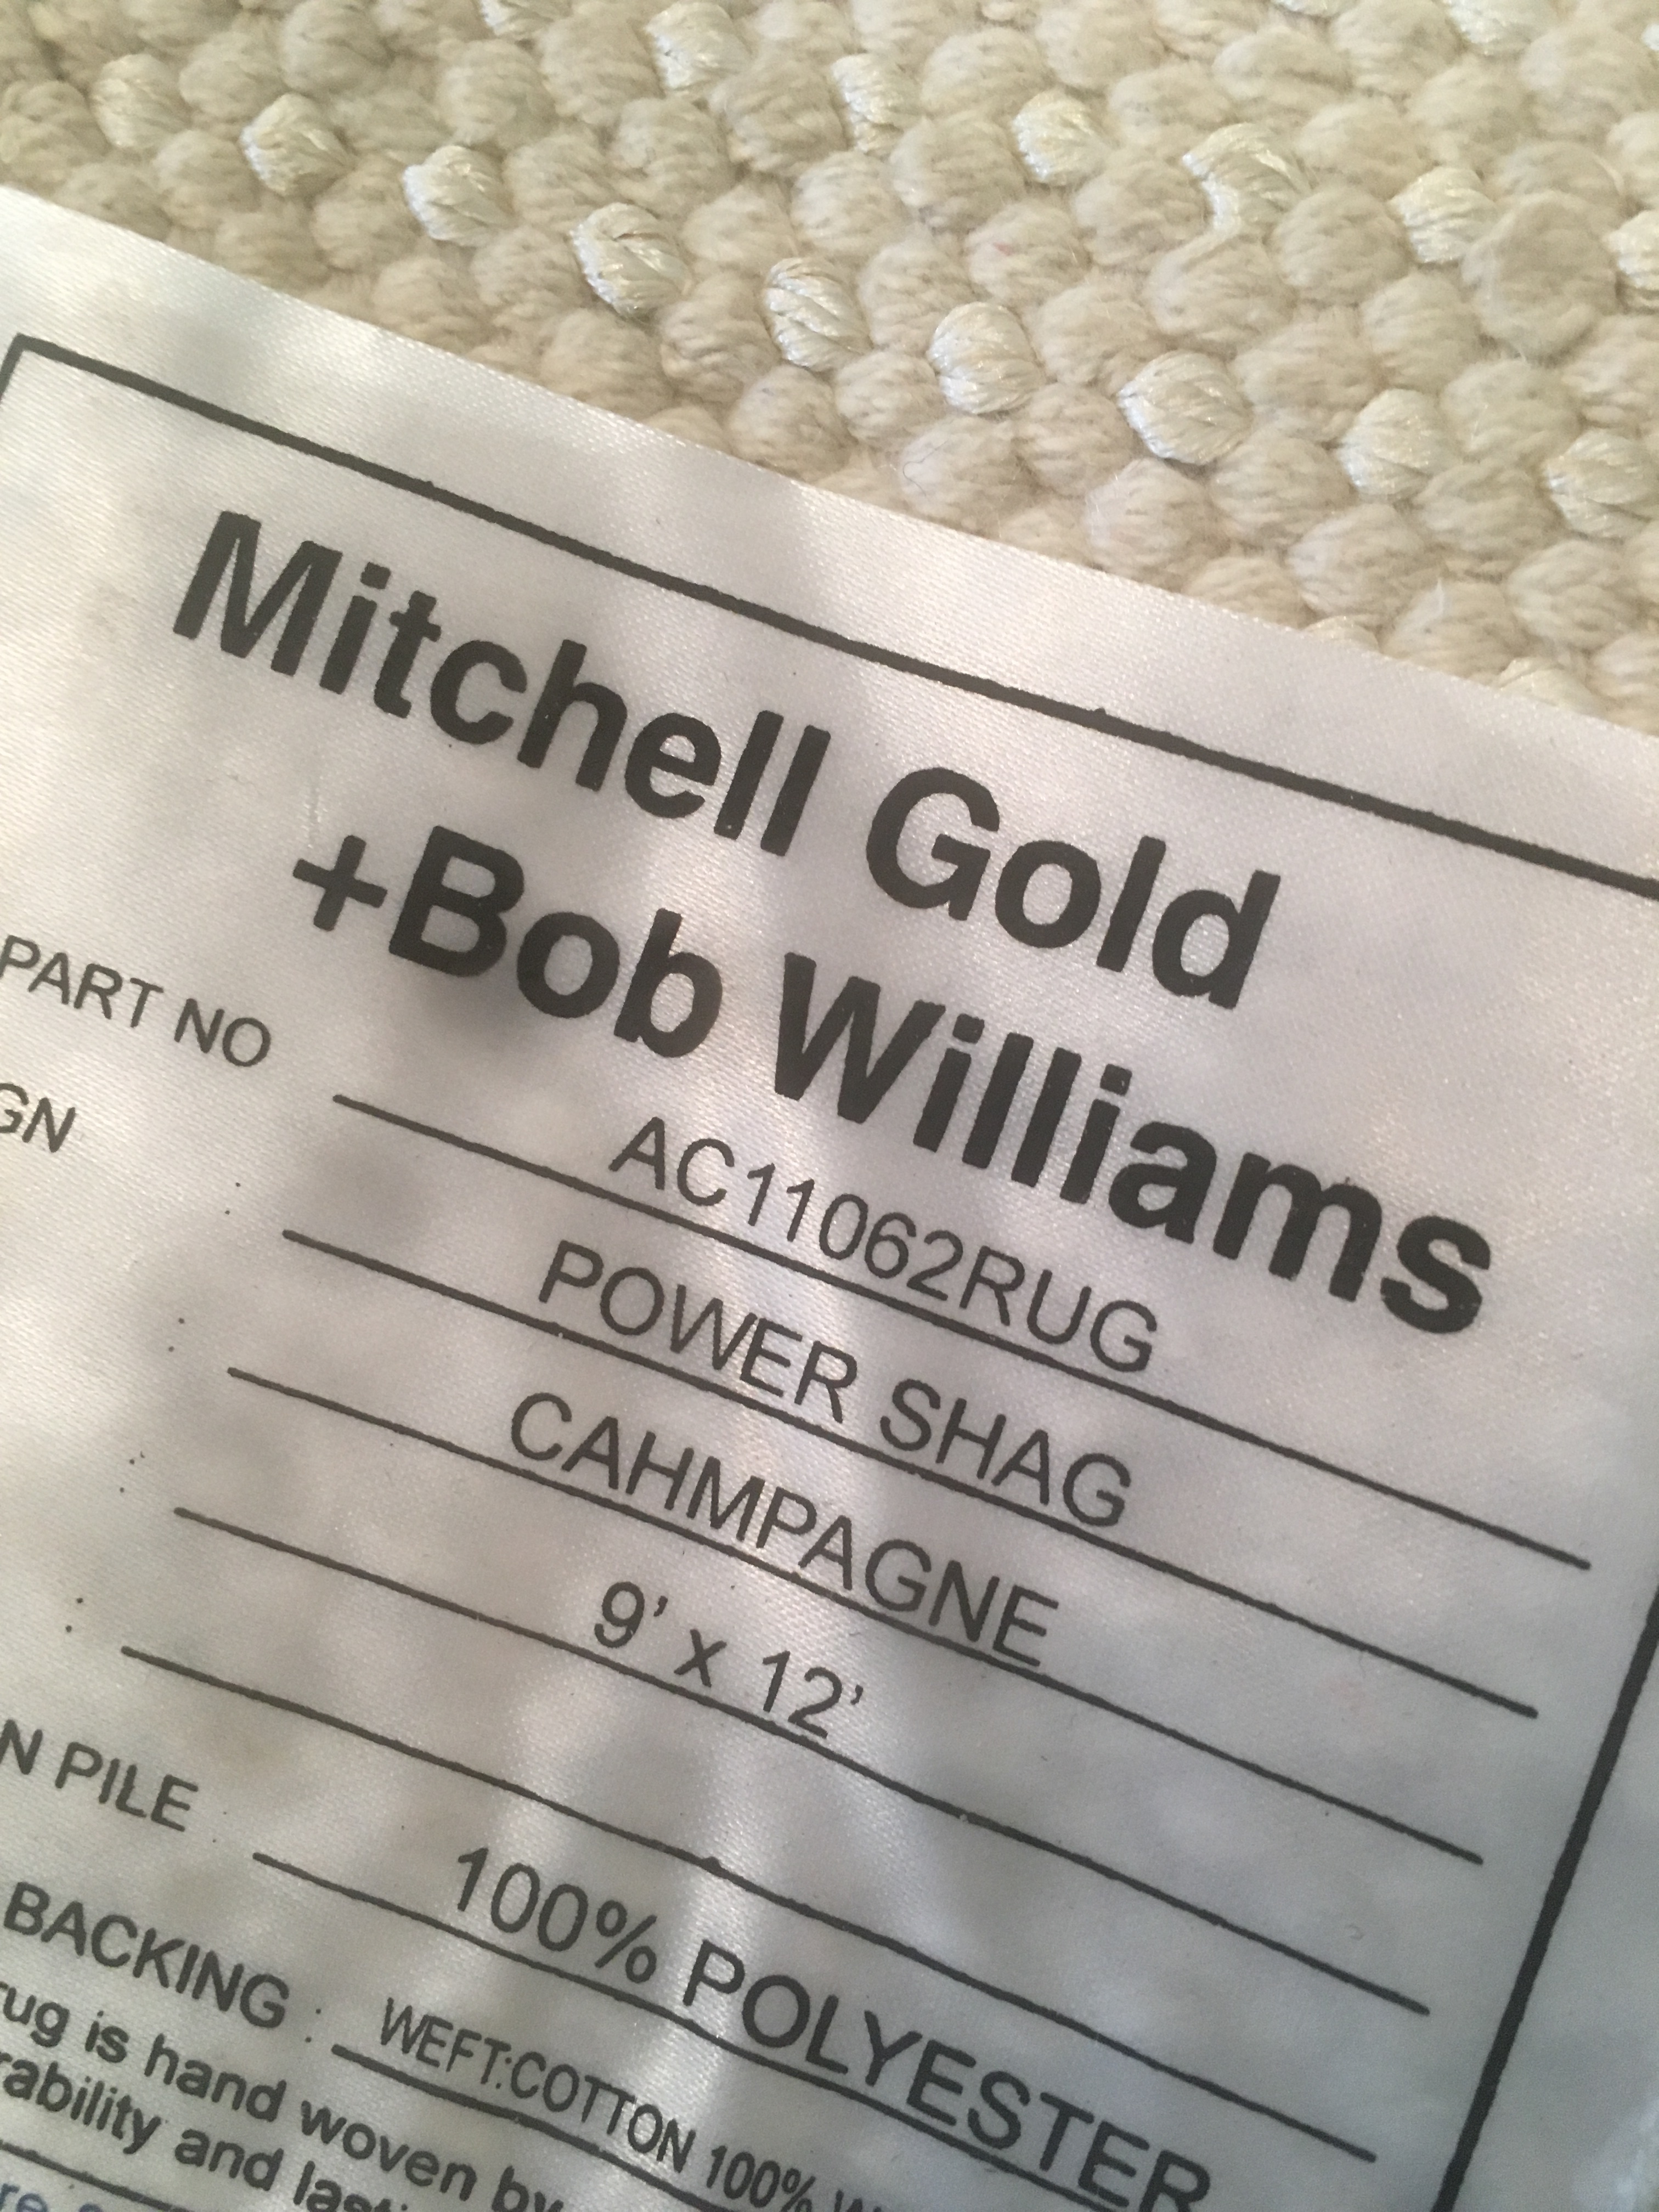 Mitchell Gold
+Bob Williams
PART NO AC11062RUG
GN POWER SHAG
CAHMPAGNE
9' x 12'
N PILE 100% POLYESTER
BACKING : WEFT:COTTON 100%
rug is hand woven by
rability and